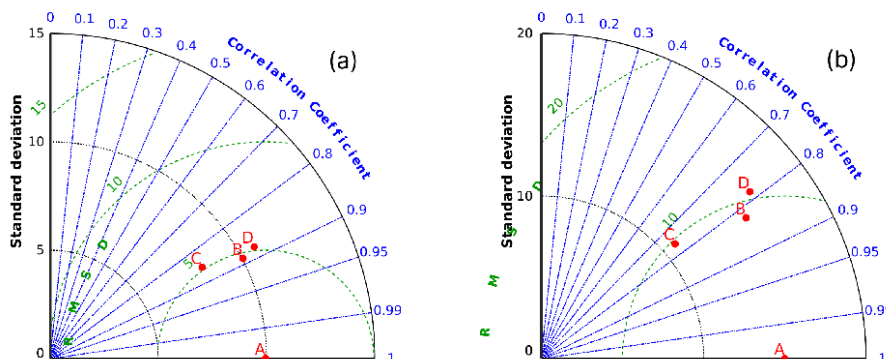 (a)
Standard deviation
15
10
5
0
0
0.1
0.2
0.3
0.4
0.5
0.6
0.7
0.8
0.9
0.95
0.99
1
Correlation Coefficient
15
10
5
R M S D
A
B
C
D
(b)
Standard deviation
20
10
0
0
0.1
0.2
0.3
0.4
0.5
0.6
0.7
0.8
0.9
0.95
0.99
1
Correlation Coefficient
20
10
R M S D
A
B
C
D